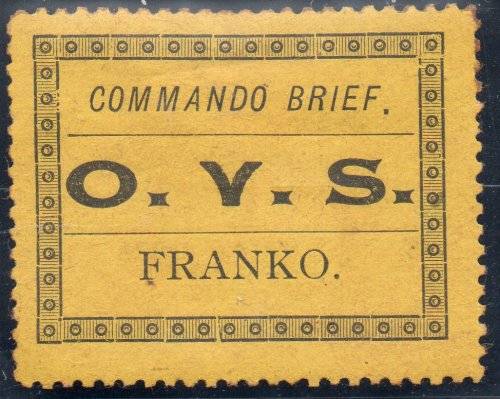 COMMANDO BRIEF.
O. V. S.
FRANKO.